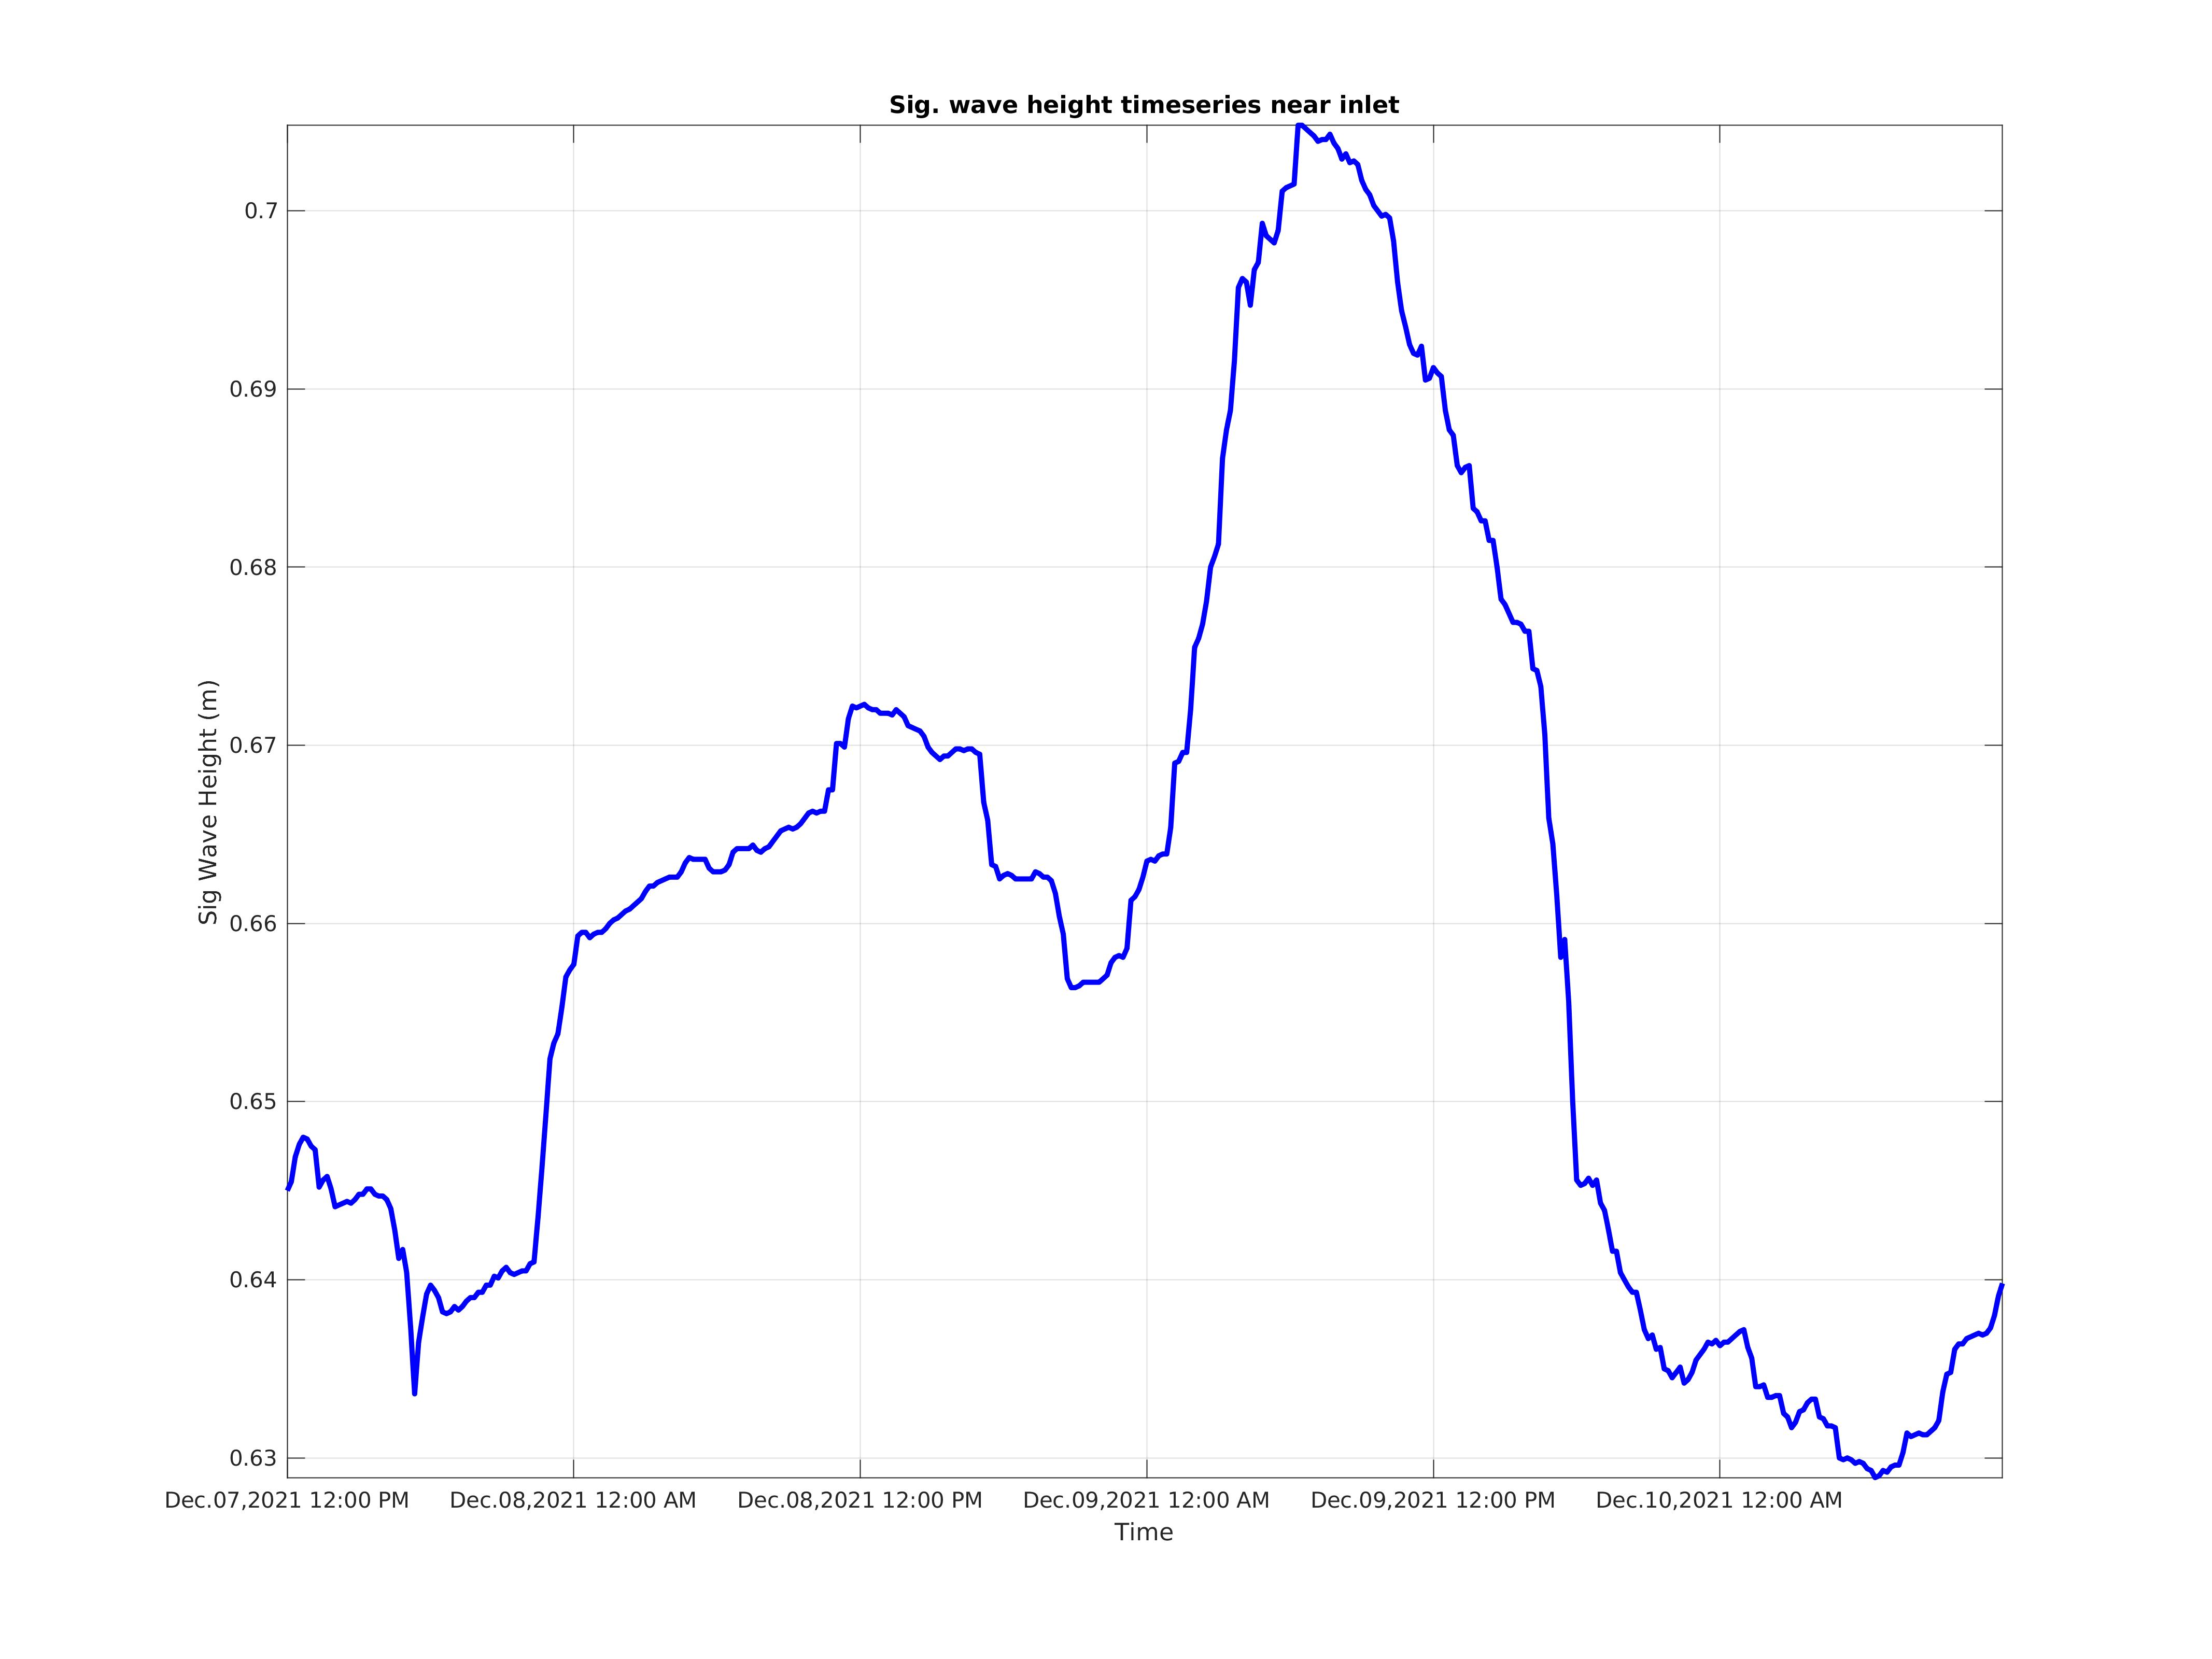 Sig. wave height timeseries near inlet
0.7
0.69
0.68
0.67
0.66
0.65
0.64
0.63
Sig Wave Height (m)
Dec.07,2021 12:00 PM Dec.08,2021 12:00 AM Dec.08,2021 12:00 PM Dec.09,2021 12:00 AM Dec.09,2021 12:00 PM Dec.10,2021 12:00 AM
Time